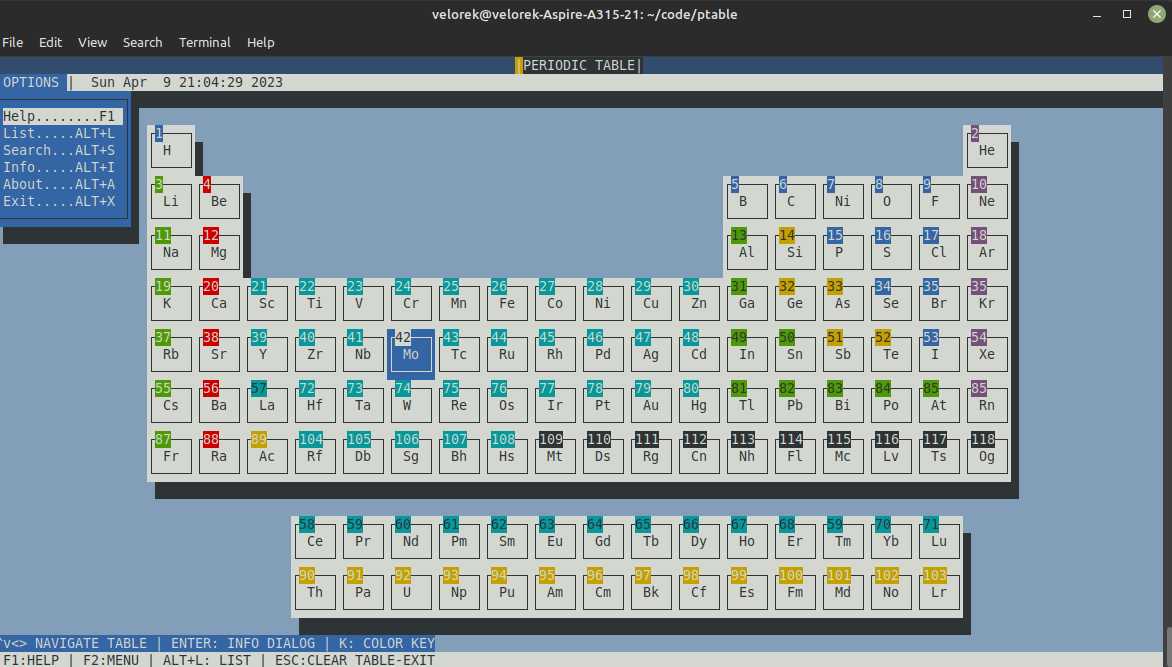 velorek@velorek-Aspire-A315-21: ~/code/ptable
File Edit View Search Terminal Help
|PERIODIC TABLE|
OPTIONS | Sun Apr 9 21:04:29 2023
Help........F1
List.....ALT+L
Search...ALT+S
Info.....ALT+I
About....ALT+A
Exit.....ALT+X
1 2
H He
3 4 5 6 7 8 9 10
Li Be B C Ni O F Ne
11 12 13 14 15 16 17 18
Na Mg Al Si P S Cl Ar
19 20 21 22 23 24 25 26 27 28 29 30 31 32 33 34 35 35
K Ca Sc Ti V Cr Mn Fe Co Ni Cu Zn Ga Ge As Se Br Kr
37 38 39 40 41 42 43 44 45 46 47 48 49 50 51 52 53 54
Rb Sr Y Zr Nb Mo Tc Ru Rh Pd Ag Cd In Sn Sb Te I Xe
55 56 57 72 73 74 75 76 77 78 79 80 81 82 83 84 85 85
Cs Ba La Hf Ta W Re Os Ir Pt Au Hg Tl Pb Bi Po At Rn
87 88 89 104 105 106 107 108 109 110 111 112 113 114 115 116 117 118
Fr Ra Ac Rf Db Sg Bh Hs Mt Ds Rg Cn Nh Fl Mc Lv Ts Og
58 59 60 61 62 63 64 65 66 67 68 59 70 71
Ce Pr Nd Pm Sm Eu Gd Tb Dy Ho Er Tm Yb Lu
90 91 92 93 94 95 96 97 98 99 100 101 102 103
Th Pa U Np Pu Am Cm Bk Cf Es Fm Md No Lr
^v<> NAVIGATE TABLE | ENTER: INFO DIALOG | K: COLOR KEY
F1:HELP | F2:MENU | ALT+L: LIST | ESC:CLEAR TABLE-EXIT